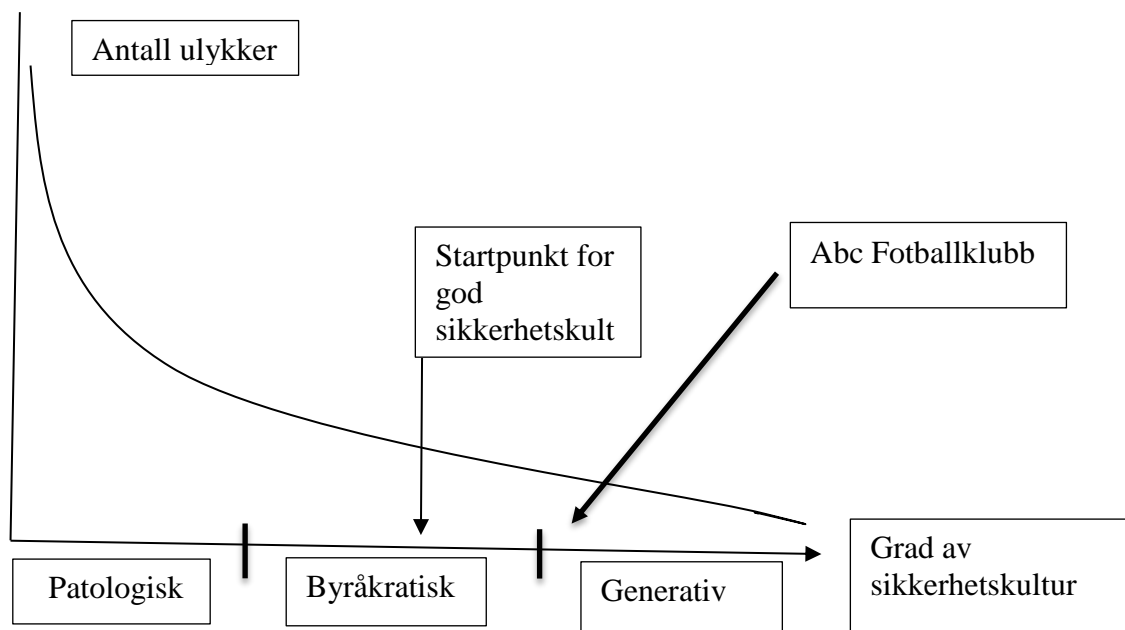 Antall ulykker
Startpunkt for
god
sikkerhetskult
Abc Fotballklubb
Patologisk
Byråkratisk
Generativ
Grad av
sikkerhetskultur